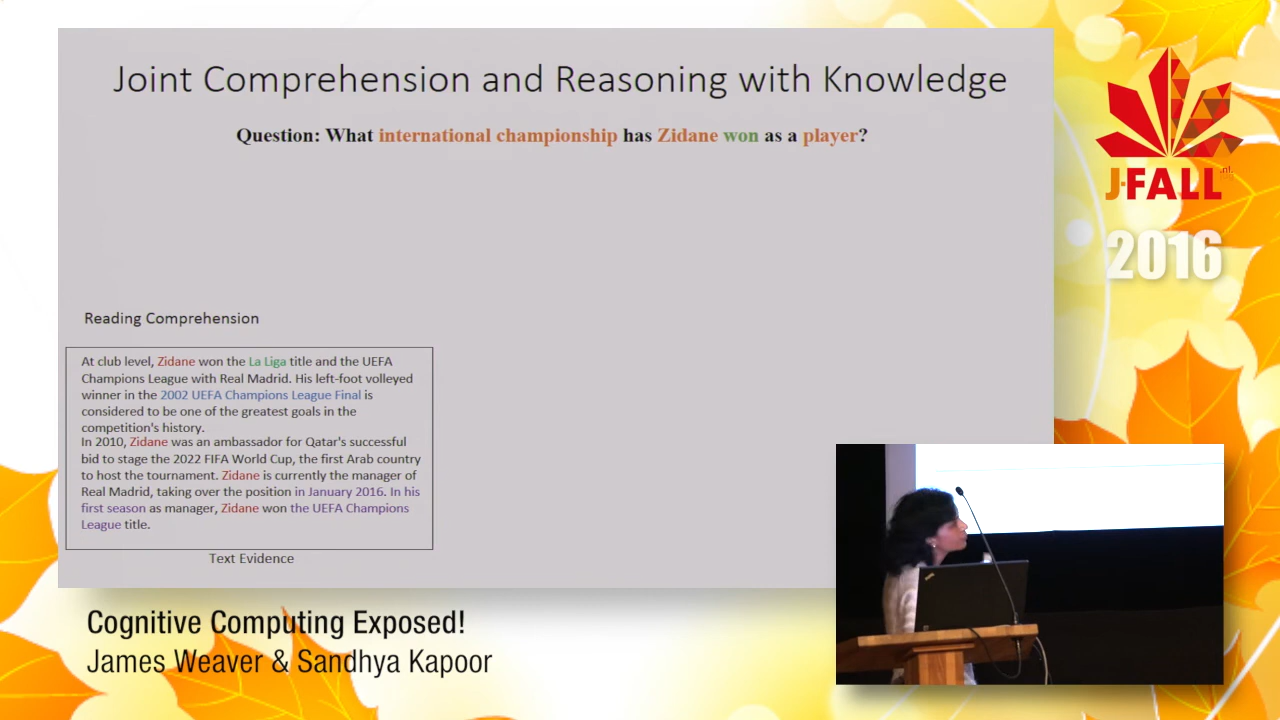 Joint Comprehension and Reasoning with Knowledge
Question: What international championship has Zidane won as a player?
Reading Comprehension
At club level, Zidane won the La Liga title and the UEFA
Champions League with Real Madrid. His left-foot volleyed
winner in the 2002 UEFA Champions League Final is
considered to be one of the greatest goals in the
competition's history.
In 2010, Zidane was an ambassador for Qatar's successful
bid to stage the 2022 FIFA World Cup, the first Arab country
to host the tournament. Zidane is currently the manager of
Real Madrid, taking over the position in January 2016. In his
first season as manager, Zidane won the UEFA Champions
League title.
Text Evidence
J-FALL.nl
2016
Cognitive Computing Exposed!
James Weaver & Sandhya Kapoor